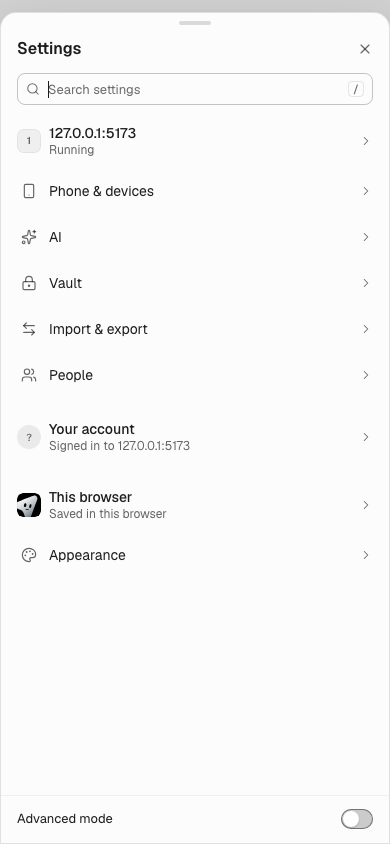 Settings
Search settings
/
1
127.0.0.1:5173
Running
Phone & devices
AI
Vault
Import & export
People
?
Your account
Signed in to 127.0.0.1:5173
This browser
Saved in this browser
Appearance
Advanced mode